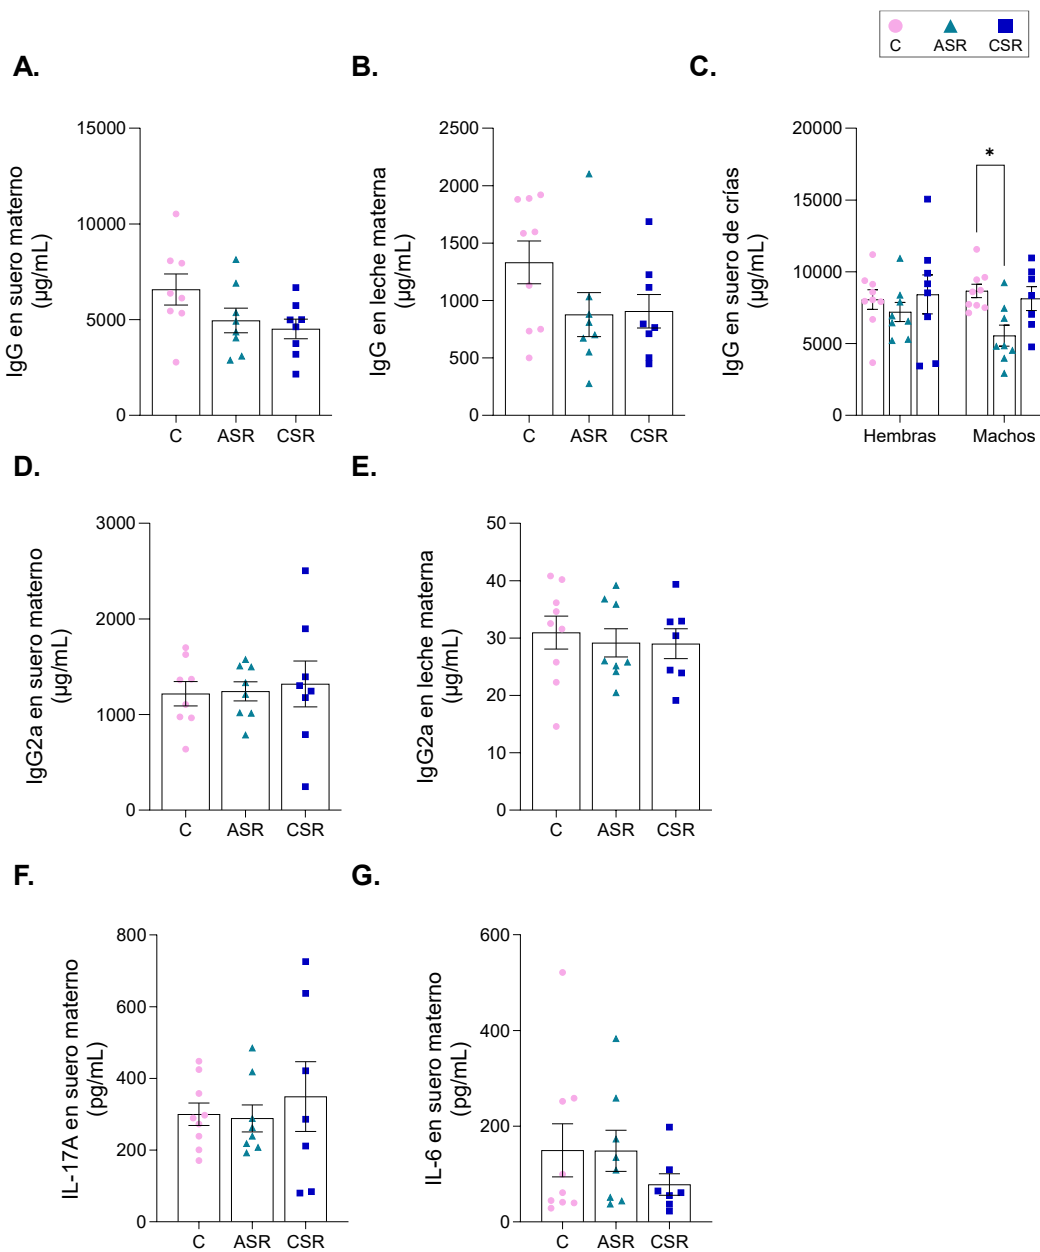 C ASR CSR
A.
B.
C.
IgG en suero materno
(µg/mL)
15000
10000
5000
0
C ASR CSR
IgG en leche materna
(µg/mL)
2500
2000
1500
1000
500
0
C ASR CSR
IgG en suero de crías
(µg/mL)
20000
15000
10000
5000
0
*
Hembras Machos
D.
E.
IgG2a en suero materno
(µg/mL)
3000
2000
1000
0
C ASR CSR
IgG2a en leche materna
(µg/mL)
50
40
30
20
10
0
C ASR CSR
F.
G.
IL-17A en suero materno
(pg/mL)
800
600
400
200
0
C ASR CSR
IL-6 en suero materno
(pg/mL)
600
400
200
0
C ASR CSR